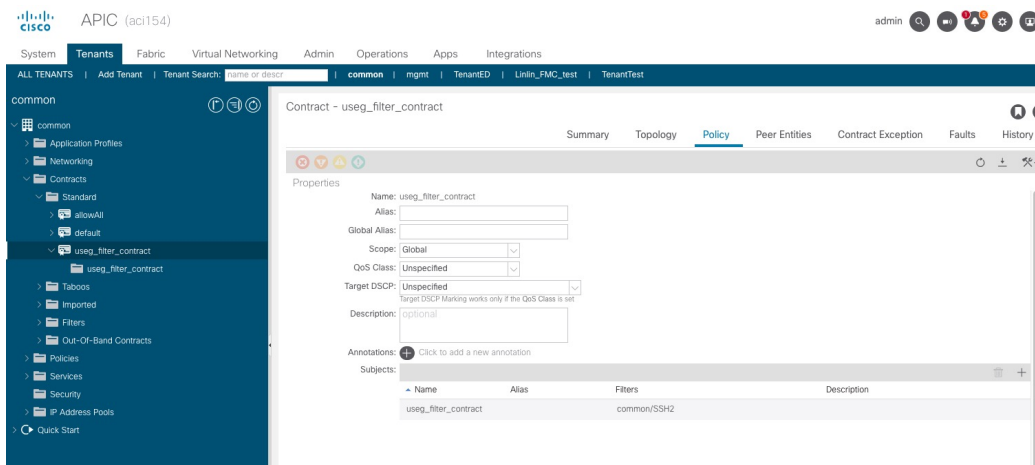 cisco
APIC (aci154)
admin
1
5
System Tenants Fabric Virtual Networking Admin Operations Apps Integrations
ALL TENANTS | Add Tenant | Tenant Search: name or descr | common | mgmt | TenantED | Linlin_FMC_test | TenantTest
common
common
Application Profiles
Networking
Contracts
Standard
allowAll
default
useg_filter_contract
useg_filter_contract
Taboos
Imported
Filters
Out-Of-Band Contracts
Policies
Services
Security
IP Address Pools
Quick Start
Contract - useg_filter_contract
Summary Topology Policy Peer Entities Contract Exception Faults History
Properties
Name: useg_filter_contract
Alias:
Global Alias:
Scope: Global
QoS Class: Unspecified
Target DSCP: Unspecified
Target DSCP Marking works only if the QoS Class is set
Description: optional
Annotations: Click to add a new annotation
Subjects:
Name Alias Filters Description
useg_filter_contract common/SSH2